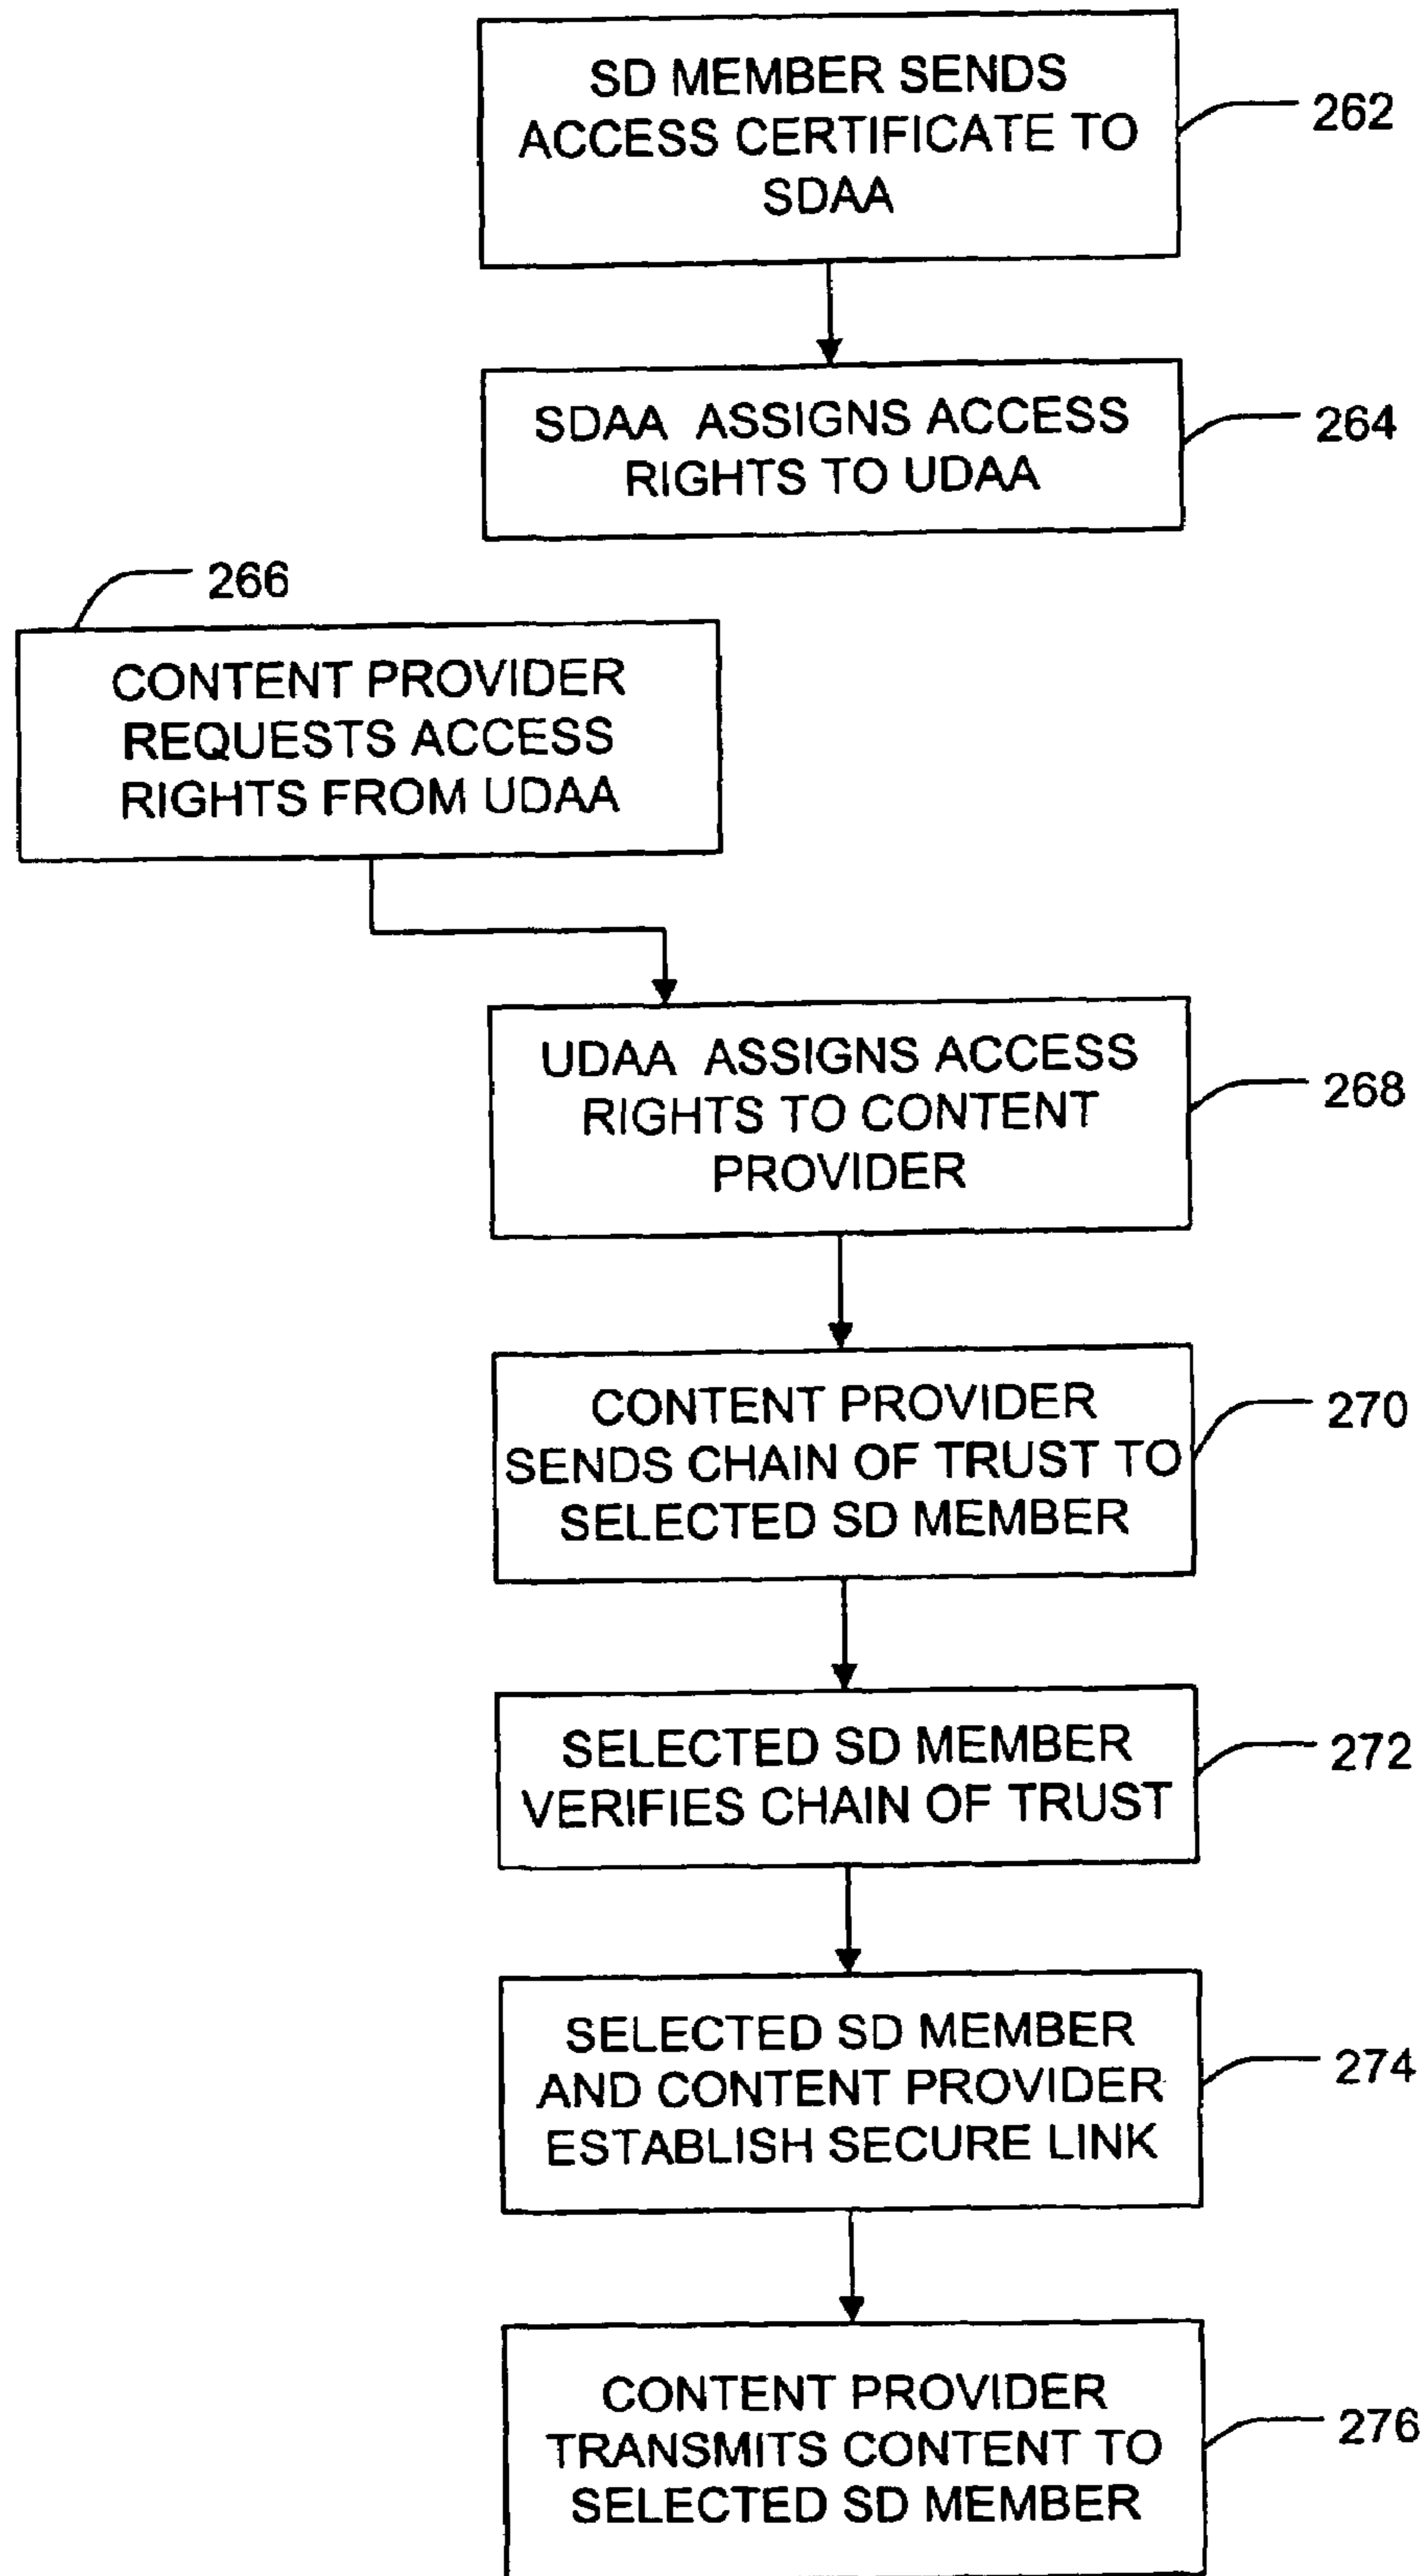 SD MEMBER SENDS
ACCESS CERTIFICATE TO
SDAA
262
SDAA ASSIGNS ACCESS
RIGHTS TO UDAA
264
266
CONTENT PROVIDER
REQUESTS ACCESS
RIGHTS FROM UDAA
UDAA ASSIGNS ACCESS
RIGHTS TO CONTENT
PROVIDER
268
CONTENT PROVIDER
SENDS CHAIN OF TRUST TO
SELECTED SD MEMBER
270
SELECTED SD MEMBER
VERIFIES CHAIN OF TRUST
272
SELECTED SD MEMBER
AND CONTENT PROVIDER
ESTABLISH SECURE LINK
274
CONTENT PROVIDER
TRANSMITS CONTENT TO
SELECTED SD MEMBER
276